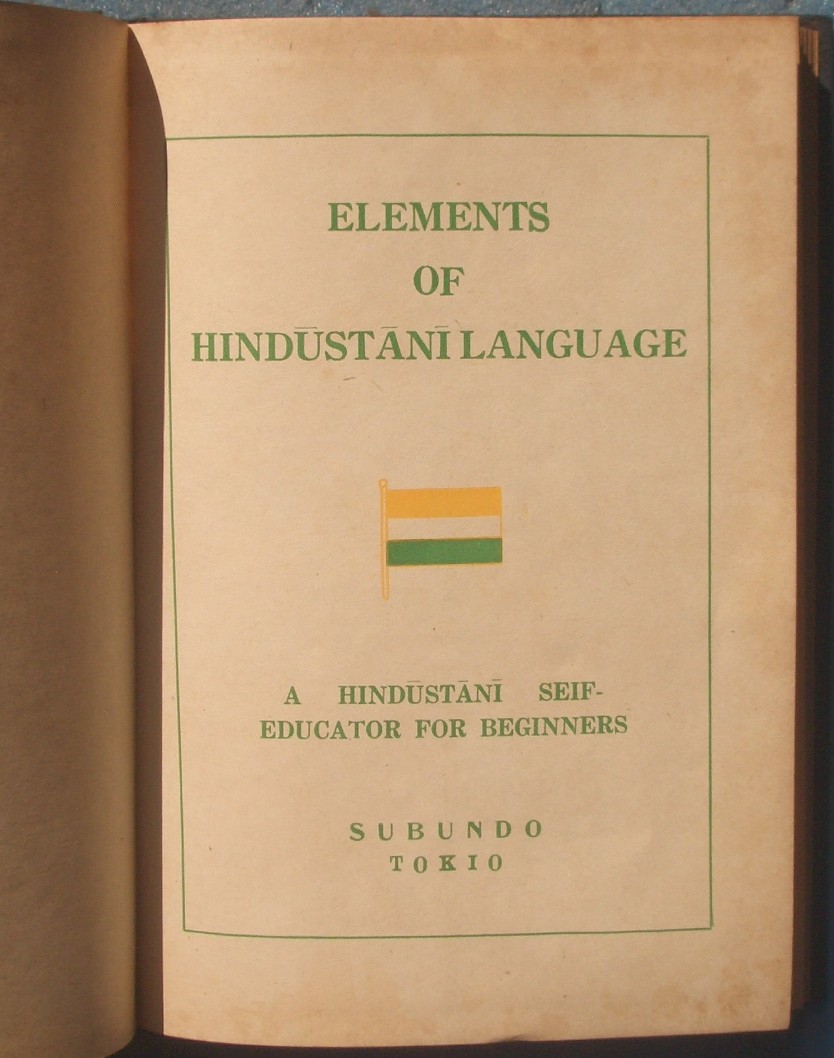 ELEMENTS
OF
HINDŪSTĀNĪ LANGUAGE
A HINDŪSTĀNĪ SEIF-
EDUCATOR FOR BEGINNERS
SUBUNDO
TOKIO